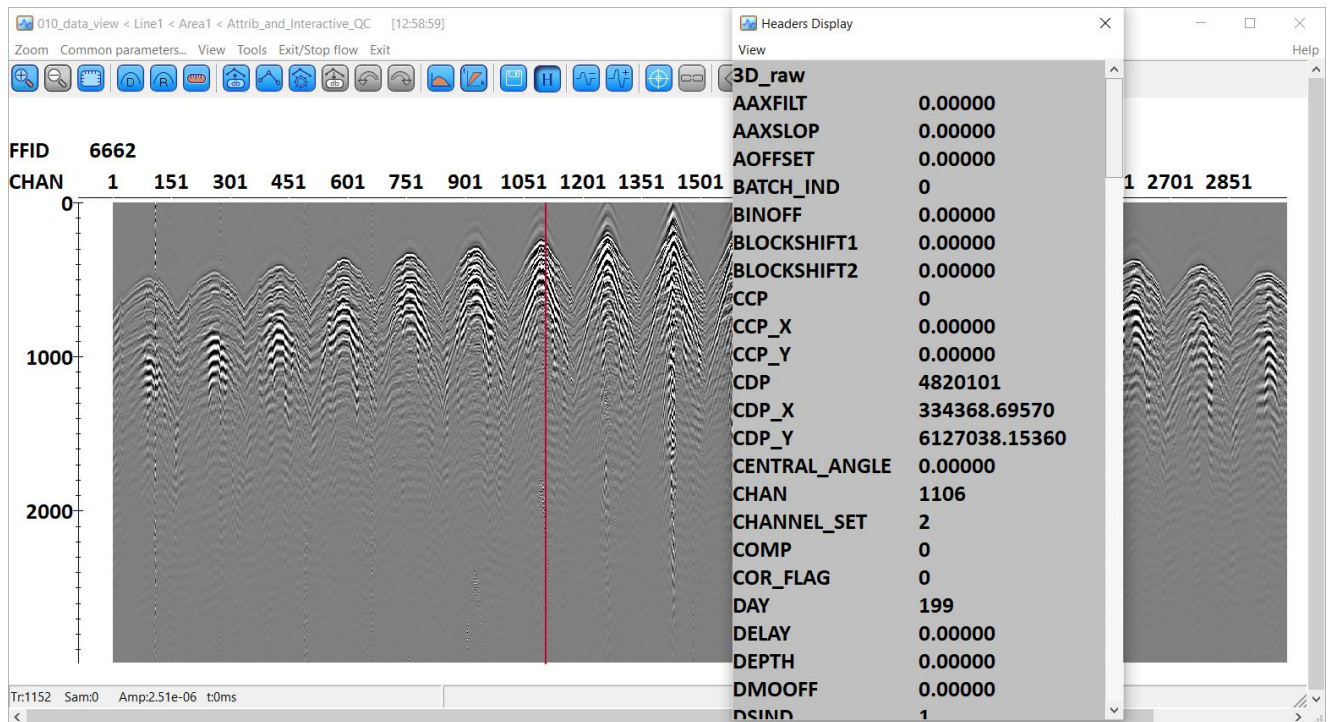 010_data_view < Line1 < Area1 < Attrib_and_Interactive_QC [12:58:59]
Zoom Common parameters... View Tools Exit/Stop flow Exit
Help
D R db H db
FFID 6662
CHAN 1 151 301 451 601 751 901 1051 1201 1351 1501 1 2701 2851
0
1000
2000
Tr:1152 Sam:0 Amp:2.51e-06 t:0ms
Headers Display
View
3D_raw
AAXFILT 0.00000
AAXSLOP 0.00000
AOFFSET 0.00000
BATCH_IND 0
BINOFF 0.00000
BLOCKSHIFT1 0.00000
BLOCKSHIFT2 0.00000
CCP 0
CCP_X 0.00000
CCP_Y 0.00000
CDP 4820101
CDP_X 334368.69570
CDP_Y 6127038.15360
CENTRAL_ANGLE 0.00000
CHAN 1106
CHANNEL_SET 2
COMP 0
COR_FLAG 0
DAY 199
DELAY 0.00000
DEPTH 0.00000
DMOOFF 0.00000
DSIND 1